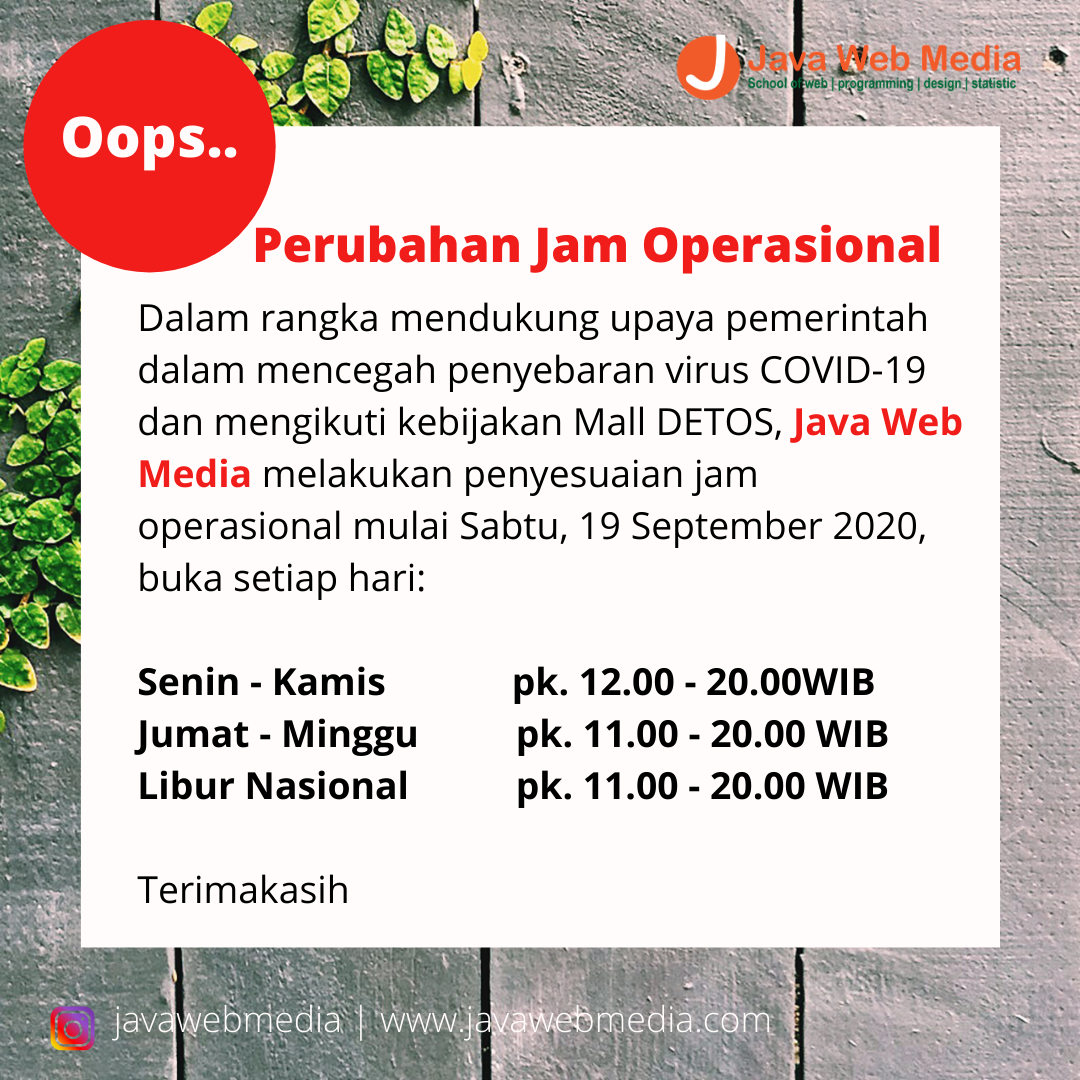 Oops..
Java Web Media
School of web | programming | design | statistic
Perubahan Jam Operasional
Dalam rangka mendukung upaya pemerintah
dalam mencegah penyebaran virus COVID-19
dan mengikuti kebijakan Mall DETOS, Java Web
Media melakukan penyesuaian jam
operasional mulai Sabtu, 19 September 2020,
buka setiap hari:
Senin - Kamis pk. 12.00 - 20.00WIB
Jumat - Minggu pk. 11.00 - 20.00 WIB
Libur Nasional pk. 11.00 - 20.00 WIB
Terimakasih
javawebmedia | www.javawebmedia.com